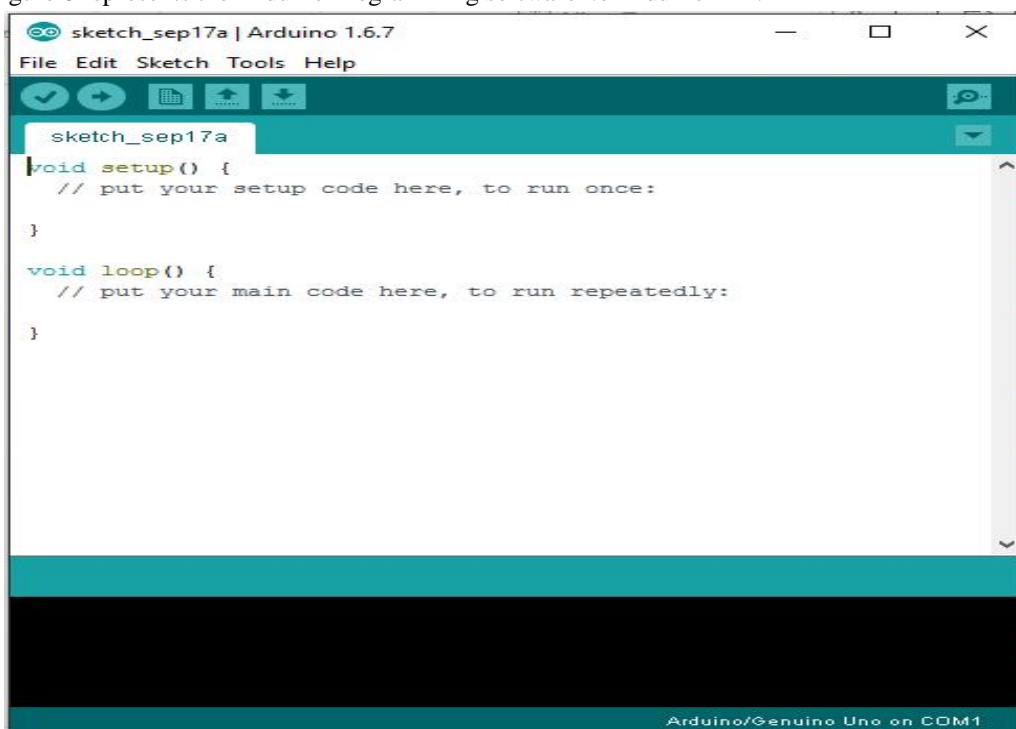 sketch_sep17a | Arduino 1.6.7
File Edit Sketch Tools Help
sketch_sep17a
void setup() {
// put your setup code here, to run once:
}
void loop() {
// put your main code here, to run repeatedly:
}
Arduino/Genuino Uno on COM1